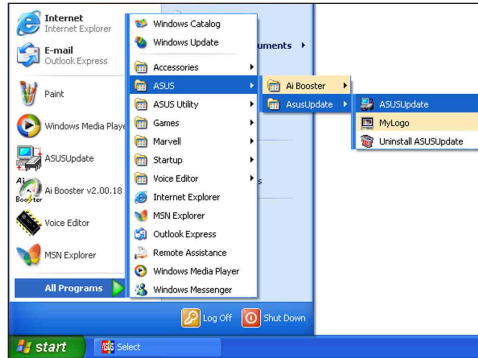 Internet
Internet Explorer
E-mail
Outlook Express
Paint
Windows Media Playe
ASUSUpdate
Ai Booster v2.00.18
Voice Editor
MSN Explorer
All Programs
Windows Catalog
Windows Update
Accessories
ASUS
ASUS Utility
Games
Marvell
Startup
Voice Editor
Internet Explorer
MSN Explorer
Outlook Express
Remote Assistance
Windows Media Player
Windows Messenger
uments
s
Ai Booster
AsusUpdate
ASUSUpdate
MyLogo
Uninstall ASUSUpdate
Log Off
Shut Down
start
Select